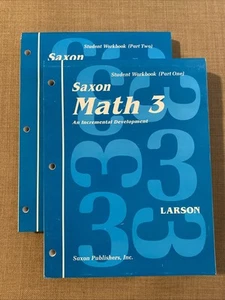 Student Workbook (Part Two)
Saxon
Student Workbook (Part One)
Saxon
Math 3
An Incremental Development
3
LARSON
Saxon Publishers, Inc.